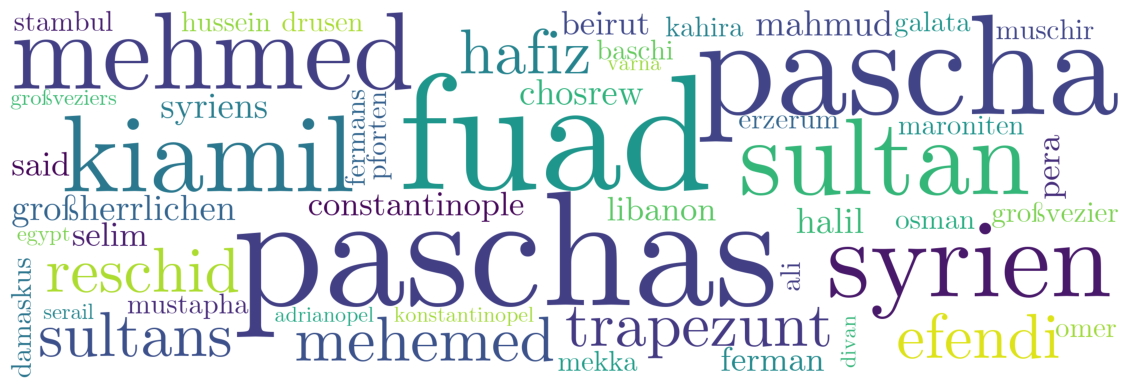 stambul hussein drusen beirut kahira mahmud galata muschir
mehmed hafiz baschi varna pascha
großveziers syriens fermans pforten fuad chosrew erzerum maroniten
said kiamil sultan pera
großherrlichen constantinople libanon halil osman großvezier
egypt selim paschas syrien
damaskus reschid ali
serail mustapha adrianopel konstantinopel trapezunt divan efendi omer
sultans mehemed mekka ferman